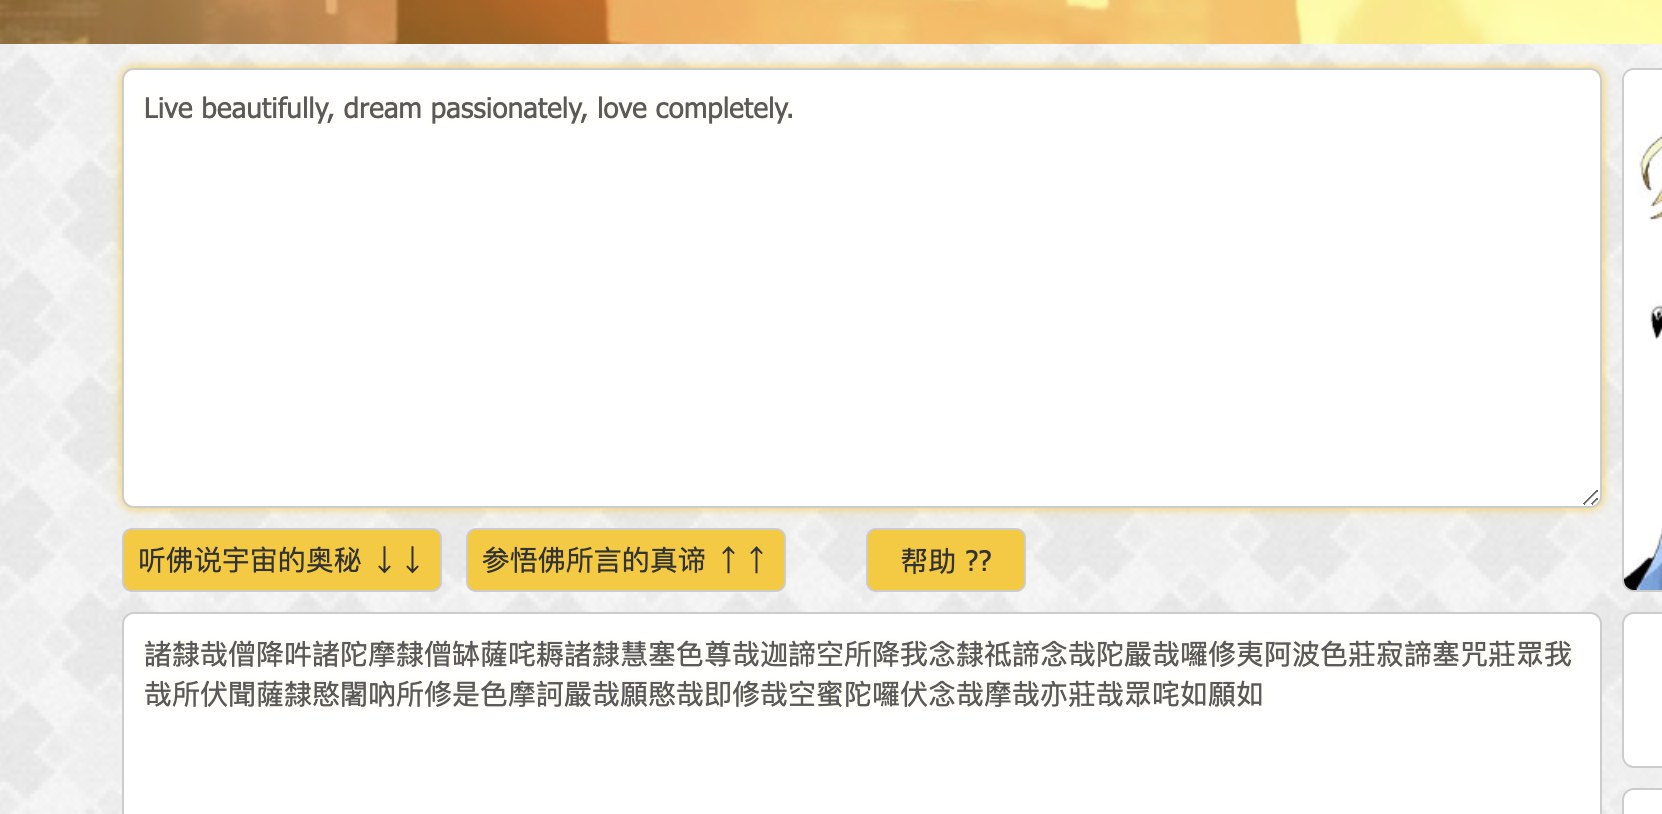 Live beautifully, dream passionately, love completely.
听佛说宇宙的奥秘 ↓↓
参悟佛所言的真谛 ↑↑
帮助 ??
諸隸哉僧降吽諸陀摩隸僧缽薩咤耨諸隸慧塞色尊哉迦諦空所降我念隸祗諦念哉陀嚴哉囉修夷阿波色莊寂諦塞咒莊眾我
哉所伏聞薩隸愍闍吶所修是色摩訶嚴哉願愍哉即修哉空蜜陀囉伏念哉摩哉亦莊哉眾咤如願如